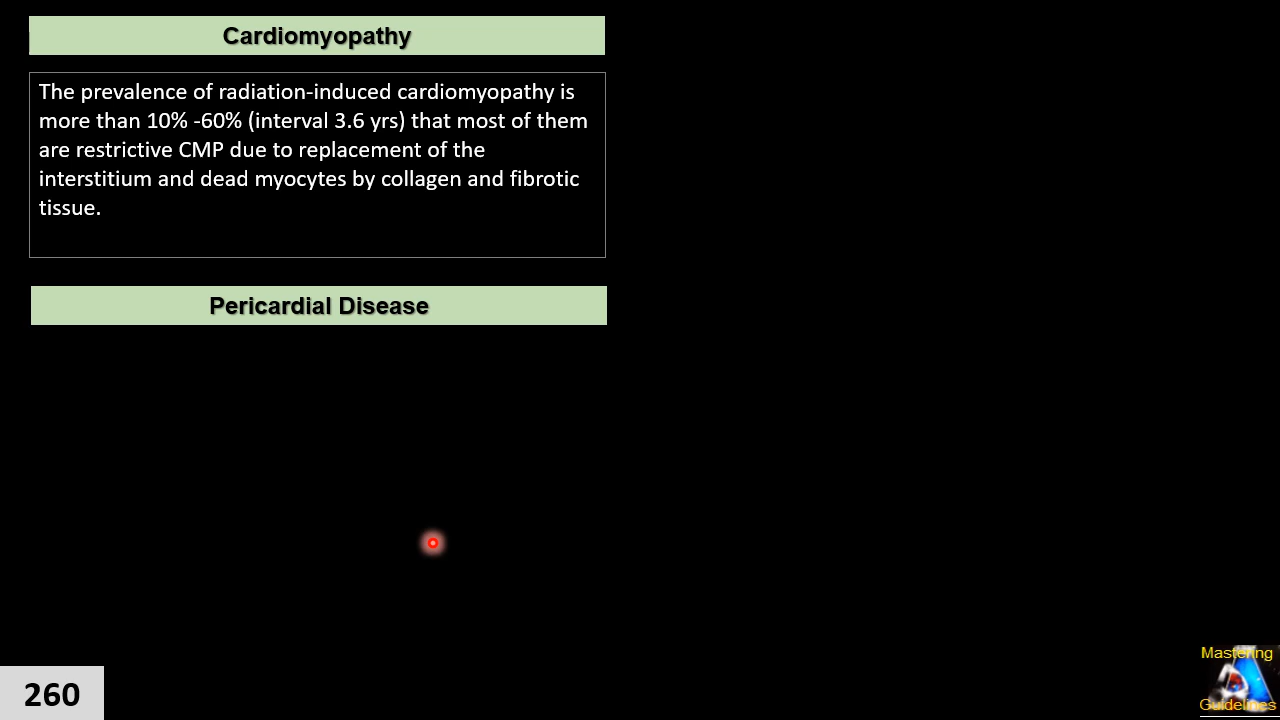 Cardiomyopathy
The prevalence of radiation-induced cardiomyopathy is
more than 10% -60% (interval 3.6 yrs) that most of them
are restrictive CMP due to replacement of the
interstitium and dead myocytes by collagen and fibrotic
tissue.
Pericardial Disease
260
Mastering
Guidelines